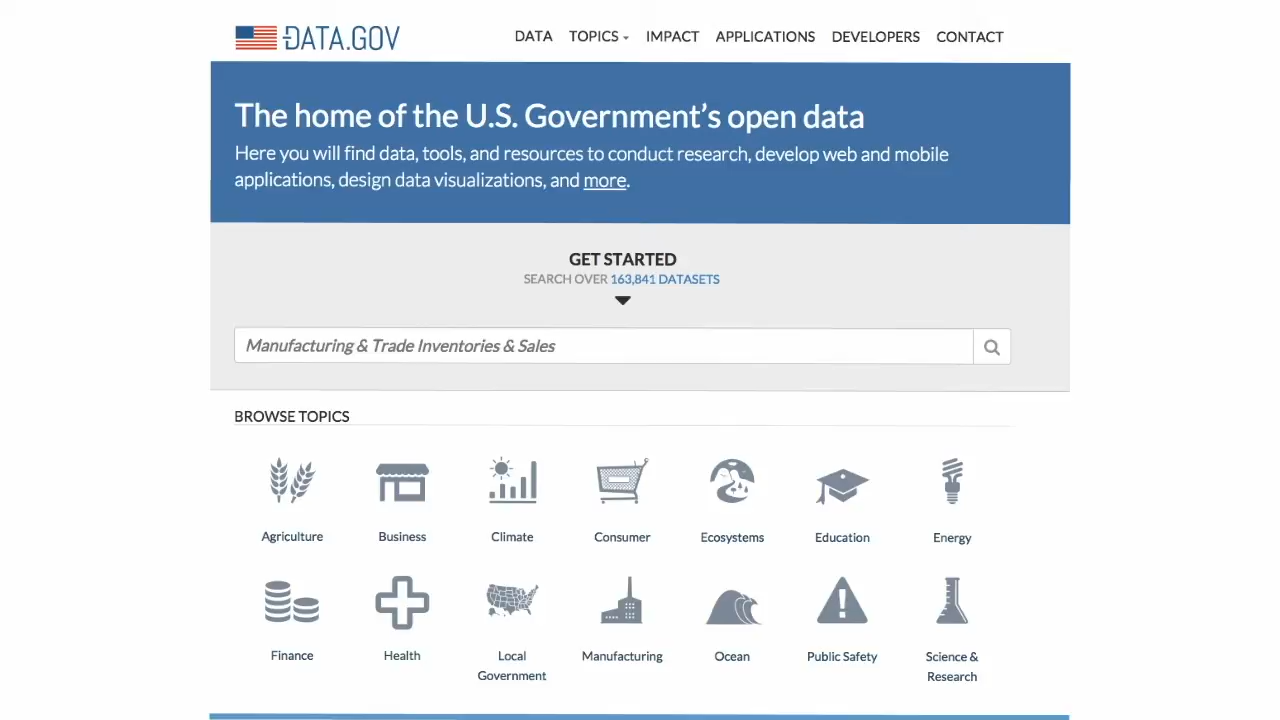 DATA.GOV
DATA TOPICS IMPACT APPLICATIONS DEVELOPERS CONTACT
The home of the U.S. Government's open data
Here you will find data, tools, and resources to conduct research, develop web and mobile
applications, design data visualizations, and more.
GET STARTED
SEARCH OVER 163,841 DATASETS
Manufacturing & Trade Inventories & Sales
BROWSE TOPICS
Agriculture Business Climate Consumer Ecosystems Education Energy
Finance Health Local Government Manufacturing Ocean Public Safety Science & Research